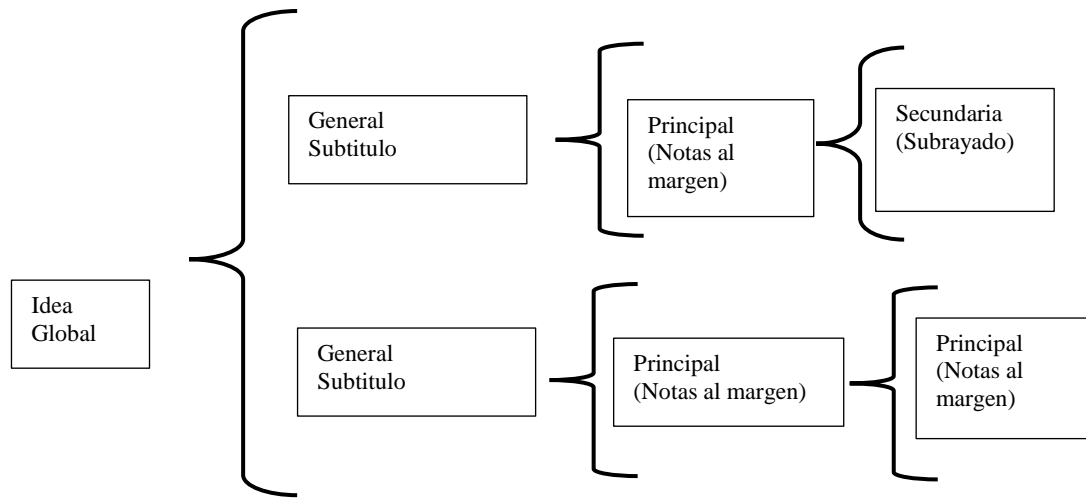 General
Subtitulo
Principal
(Notas al
margen)
Secundaria
(Subrayado)
Idea
Global
General
Subtitulo
Principal
(Notas al margen)
Principal
(Notas al
margen)